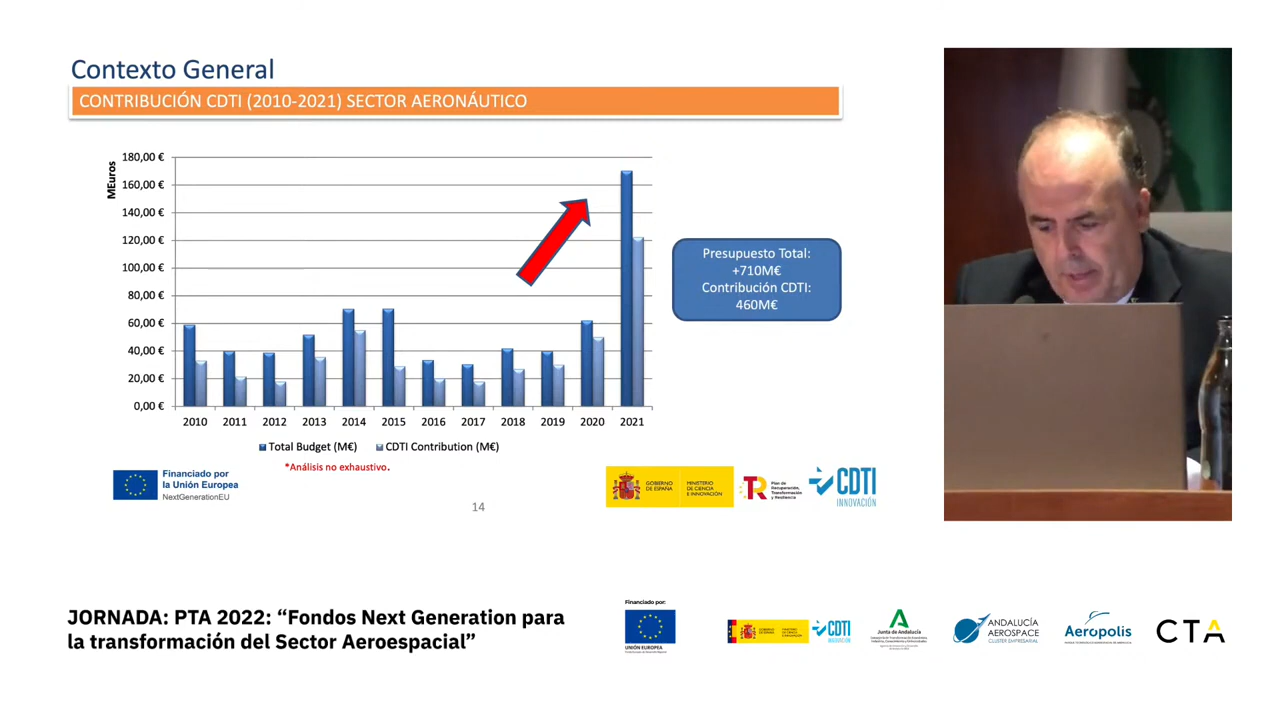 Contexto General
CONTRIBUCIÓN CDTI (2010-2021) SECTOR AERONÁUTICO
MEuros
180,00 €
160,00 €
140,00 €
120,00 €
100,00 €
80,00 €
60,00 €
40,00 €
20,00 €
0,00 €
2010 2011 2012 2013 2014 2015 2016 2017 2018 2019 2020 2021
Total Budget (M€) CDTI Contribution (M€)
*Análisis no exhaustivo.
Presupuesto Total:
+710M€
Contribución CDTI:
460M€
Financiado por
la Unión Europea
NextGenerationEU
GOBIERNO
DE ESPAÑA
MINISTERIO
DE CIENCIA
E INNOVACIÓN
Plan de
Recuperación,
Transformación
y Resiliencia
CDTI
INNOVACIÓN
14
JORNADA: PTA 2022: “Fondos Next Generation para
la transformación del Sector Aeroespacial”
Financiado por:
UNIÓN EUROPEA
CDTI
INNOVACIÓN
Junta de Andalucía
ANDALUCÍA
AEROSPACE
CLUSTER EMPRESARIAL
Aeropolis
CTA